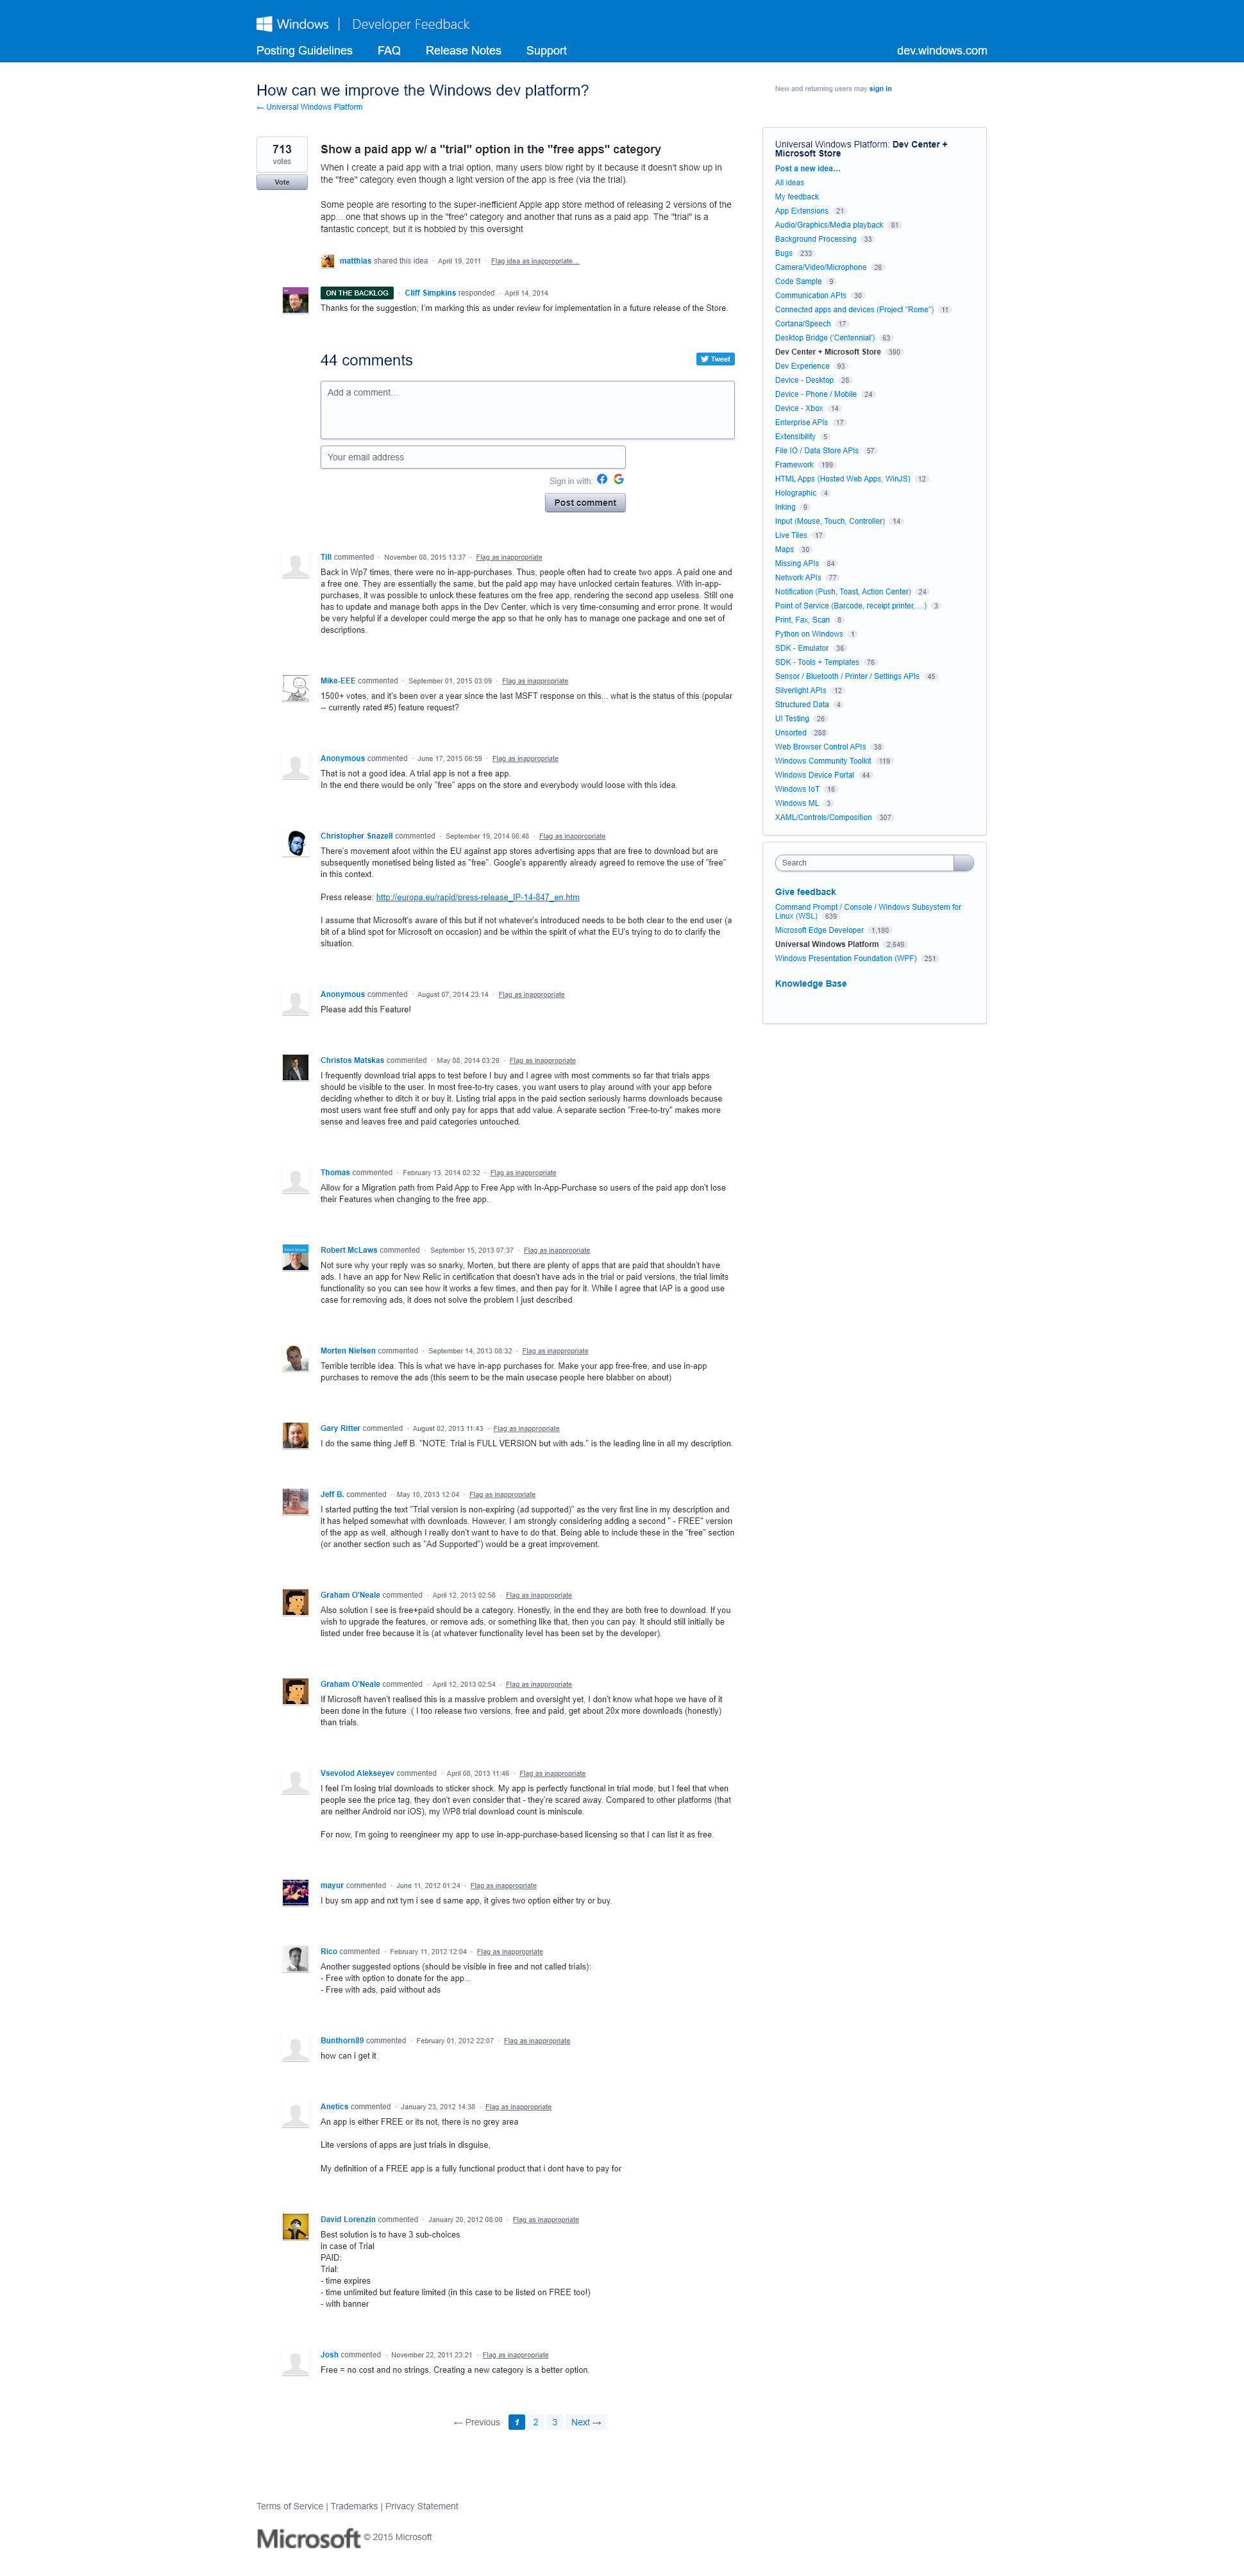 Windows | Developer Feedback
Posting Guidelines FAQ Release Notes Support dev.windows.com
How can we improve the Windows dev platform?
← Universal Windows Platform
New and returning users may sign in
713
votes
Vote
Show a paid app w/ a "trial" option in the "free apps" category
When I create a paid app with a trial option, many users blow right by it because it doesn't show up in
the "free" category even though a light version of the app is free (via the trial).
Some people are resorting to the super-inefficient Apple app store method of releasing 2 versions of the
app... one that shows up in the "free" category and another that runs as a paid app. The "trial" is a
fantastic concept, but it is hobbled by this oversight
matthias shared this idea · April 19, 2011 · Flag idea as inappropriate…
ON THE BACKLOG · Cliff Simpkins responded · April 14, 2014
Thanks for the suggestion; I'm marking this as under review for implementation in a future release of the Store.
44 comments
Tweet
Add a comment…
Your email address
Sign in with:
Post comment
Till commented · November 08, 2015 13:37 · Flag as inappropriate
Back in Wp7 times, there were no in-app-purchases. Thus, people often had to create two apps. A paid one and
a free one. They are essentially the same, but the paid app may have unlocked certain features. With in-app-
purchases, it was possible to unlock these features om the free app, rendering the second app useless. Still one
has to update and manage both apps in the Dev Center, which is very time-consuming and error prone. It would
be very helpful if a developer could merge the app so that he only has to manage one package and one set of
descriptions.
Mike-EEE commented · September 01, 2015 03:09 · Flag as inappropriate
1500+ votes, and it's been over a year since the last MSFT response on this... what is the status of this (popular
-- currently rated #5) feature request?
Anonymous commented · June 17, 2015 06:59 · Flag as inappropriate
That is not a good idea. A trial app is not a free app.
In the end there would be only "free" apps on the store and everybody would loose with this idea.
Christopher Snazell commented · September 19, 2014 06:48 · Flag as inappropriate
There's movement afoot within the EU against app stores advertising apps that are free to download but are
subsequently monetised being listed as "free". Google's apparently already agreed to remove the use of "free"
in this context.
Press release: http://europa.eu/rapid/press-release_IP-14-847_en.htm
I assume that Microsoft's aware of this but if not whatever's introduced needs to be both clear to the end user (a
bit of a blind spot for Microsoft on occasion) and be within the spirit of what the EU's trying to do to clarify the
situation.
Anonymous commented · August 07, 2014 23:14 · Flag as inappropriate
Please add this Feature!
Christos Matskas commented · May 08, 2014 03:26 · Flag as inappropriate
I frequently download trial apps to test before I buy and I agree with most comments so far that trials apps
should be visible to the user. In most free-to-try cases, you want users to play around with your app before
deciding whether to ditch it or buy it. Listing trial apps in the paid section seriously harms downloads because
most users want free stuff and only pay for apps that add value. A separate section "Free-to-try" makes more
sense and leaves free and paid categories untouched.
Thomas commented · February 13, 2014 02:32 · Flag as inappropriate
Allow for a Migration path from Paid App to Free App with In-App-Purchase so users of the paid app don't lose
their Features when changing to the free app.
Robert McLaws commented · September 15, 2013 07:37 · Flag as inappropriate
Not sure why your reply was so snarky, Morten, but there are plenty of apps that are paid that shouldn't have
ads. I have an app for New Relic in certification that doesn't have ads in the trial or paid versions, the trial limits
functionality so you can see how it works a few times, and then pay for it. While I agree that IAP is a good use
case for removing ads, it does not solve the problem I just described.
Morten Nielsen commented · September 14, 2013 08:32 · Flag as inappropriate
Terrible terrible idea. This is what we have in-app purchases for. Make your app free-free, and use in-app
purchases to remove the ads (this seem to be the main usecase people here blabber on about)
Gary Ritter commented · August 02, 2013 11:43 · Flag as inappropriate
I do the same thing Jeff B. "NOTE: Trial is FULL VERSION but with ads." is the leading line in all my description.
Jeff B. commented · May 10, 2013 12:04 · Flag as inappropriate
I started putting the text "Trial version is non-expiring (ad supported)" as the very first line in my description and
it has helped somewhat with downloads. However, I am strongly considering adding a second " - FREE" version
of the app as well, although I really don't want to have to do that. Being able to include these in the "free" section
(or another section such as "Ad Supported") would be a great improvement.
Graham O'Neale commented · April 12, 2013 02:56 · Flag as inappropriate
Also solution I see is free+paid should be a category. Honestly, in the end they are both free to download. If you
wish to upgrade the features, or remove ads, or something like that, then you can pay. It should still initially be
listed under free because it is (at whatever functionality level has been set by the developer).
Graham O'Neale commented · April 12, 2013 02:54 · Flag as inappropriate
If Microsoft haven't realised this is a massive problem and oversight yet, I don't know what hope we have of it
been done in the future :( I too release two versions, free and paid, get about 20x more downloads (honestly)
than trials.
Vsevolod Alekseyev commented · April 08, 2013 11:46 · Flag as inappropriate
I feel I'm losing trial downloads to sticker shock. My app is perfectly functional in trial mode, but I feel that when
people see the price tag, they don't even consider that - they're scared away. Compared to other platforms (that
are neither Android nor iOS), my WP8 trial download count is miniscule.
For now, I'm going to reengineer my app to use in-app-purchase-based licensing so that I can list it as free.
mayur commented · June 11, 2012 01:24 · Flag as inappropriate
I buy sm app and nxt tym i see d same app, it gives two option either try or buy.
Rico commented · February 11, 2012 12:04 · Flag as inappropriate
Another suggested options (should be visible in free and not called trials):
- Free with option to donate for the app...
- Free with ads, paid without ads
Bunthorn89 commented · February 01, 2012 22:07 · Flag as inappropriate
how can i get it
Anetics commented · January 23, 2012 14:38 · Flag as inappropriate
An app is either FREE or its not, there is no grey area
Lite versions of apps are just trials in disguise,
My definition of a FREE app is a fully functional product that i dont have to pay for
David Lorenzin commented · January 20, 2012 08:00 · Flag as inappropriate
Best solution is to have 3 sub-choices
in case of Trial
PAID:
Trial:
- time expires
- time unlimited but feature limited (in this case to be listed on FREE too!)
- with banner
Josh commented · November 22, 2011 23:21 · Flag as inappropriate
Free = no cost and no strings. Creating a new category is a better option.
← Previous 1 2 3 Next →
Universal Windows Platform: Dev Center +
Microsoft Store
Post a new idea…
All ideas
My feedback
App Extensions 21
Audio/Graphics/Media playback 81
Background Processing 33
Bugs 233
Camera/Video/Microphone 26
Code Sample 9
Communication APIs 30
Connected apps and devices (Project "Rome") 11
Cortana/Speech 17
Desktop Bridge ('Centennial') 63
Dev Center + Microsoft Store 390
Dev Experience 93
Device - Desktop 28
Device - Phone / Mobile 24
Device - Xbox 14
Enterprise APIs 17
Extensibility 5
File IO / Data Store APIs 57
Framework 199
HTML Apps (Hosted Web Apps, WinJS) 12
Holographic 4
Inking 9
Input (Mouse, Touch, Controller) 14
Live Tiles 17
Maps 30
Missing APIs 84
Network APIs 77
Notification (Push, Toast, Action Center) 24
Point of Service (Barcode, receipt printer, ...) 3
Print, Fax, Scan 8
Python on Windows 1
SDK - Emulator 36
SDK - Tools + Templates 76
Sensor / Bluetooth / Printer / Settings APIs 45
Silverlight APIs 12
Structured Data 4
UI Testing 26
Unsorted 288
Web Browser Control APIs 38
Windows Community Toolkit 119
Windows Device Portal 44
Windows IoT 16
Windows ML 3
XAML/Controls/Composition 307
Search
Give feedback
Command Prompt / Console / Windows Subsystem for
Linux (WSL) 639
Microsoft Edge Developer 1,180
Universal Windows Platform 2,649
Windows Presentation Foundation (WPF) 251
Knowledge Base
Terms of Service | Trademarks | Privacy Statement
Microsoft © 2015 Microsoft